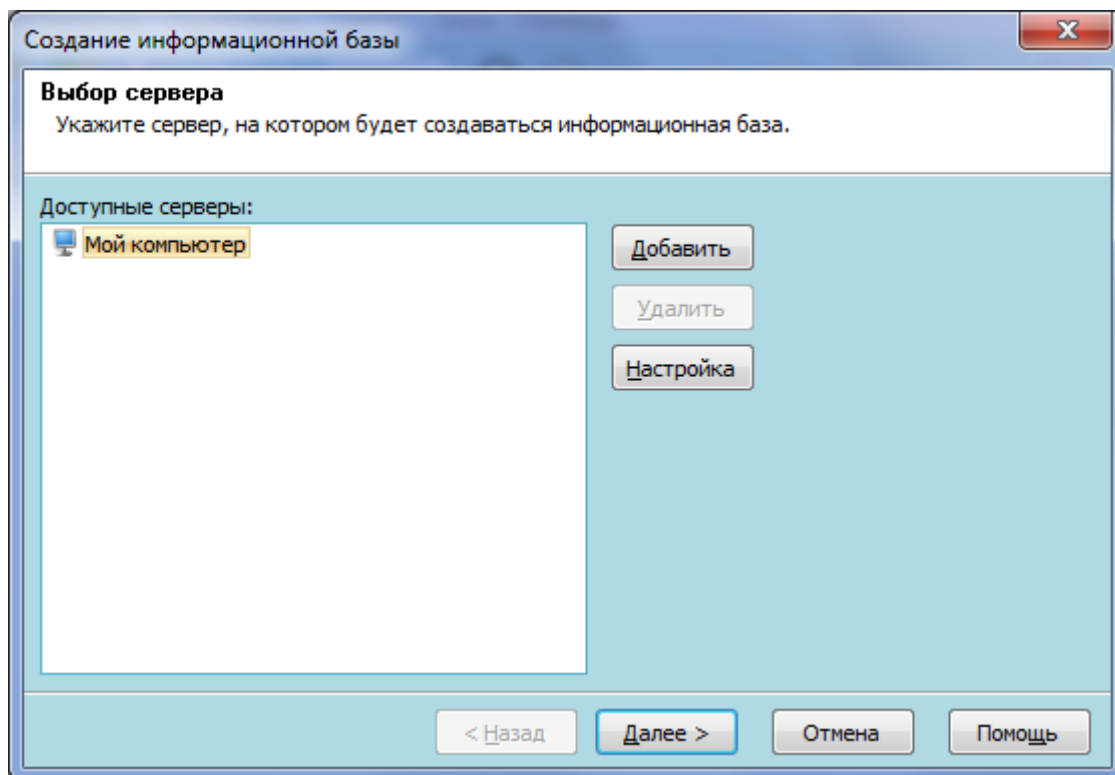 Создание информационной базы
Выбор сервера
Укажите сервер, на котором будет создаваться информационная база.
Доступные серверы:
Мой компьютер
Добавить
Удалить
Настройка
< Назад
Далее >
Отмена
Помощь